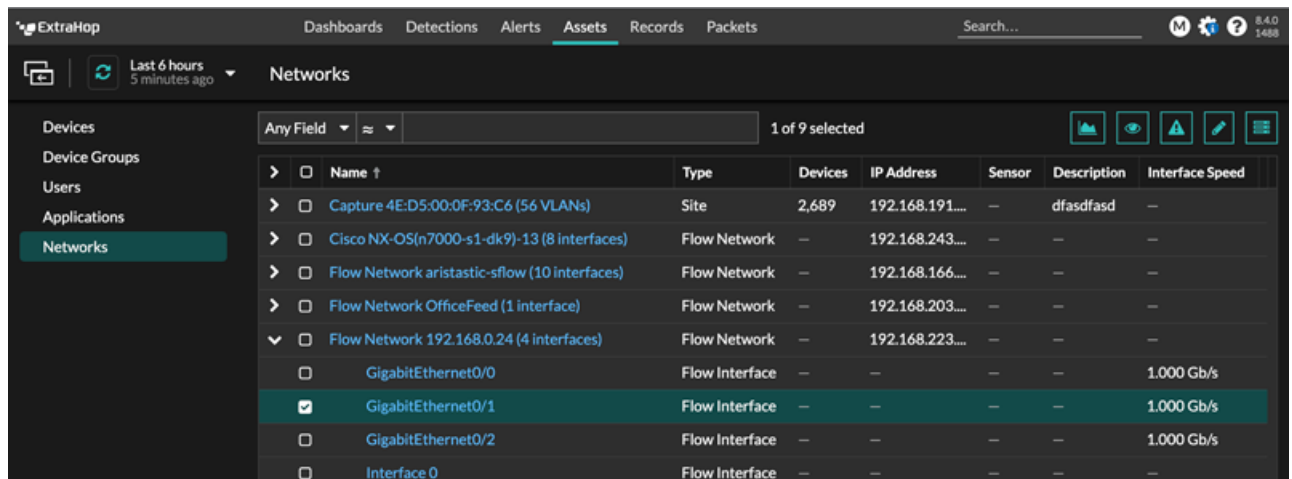 ExtraHop Dashboards Detections Alerts Assets Records Packets Search... M ? 8.4.0
1488
Last 6 hours
5 minutes ago
Networks
Devices
Device Groups
Users
Applications
Networks
Any Field ≈ 1 of 9 selected
Name ↑ Type Devices IP Address Sensor Description Interface Speed
Capture 4E:D5:00:0F:93:C6 (56 VLANs) Site 2,689 192.168.191.... — dfasdfasd —
Cisco NX-OS(n7000-s1-dk9)-13 (8 interfaces) Flow Network — 192.168.243.... — — —
Flow Network aristastic-sflow (10 interfaces) Flow Network — 192.168.166.... — — —
Flow Network OfficeFeed (1 interface) Flow Network — 192.168.203.... — — —
Flow Network 192.168.0.24 (4 interfaces) Flow Network — 192.168.223.... — — —
GigabitEthernet0/0 Flow Interface — — — — 1.000 Gb/s
GigabitEthernet0/1 Flow Interface — — — — 1.000 Gb/s
GigabitEthernet0/2 Flow Interface — — — — 1.000 Gb/s
Interface 0 Flow Interface — — — — —